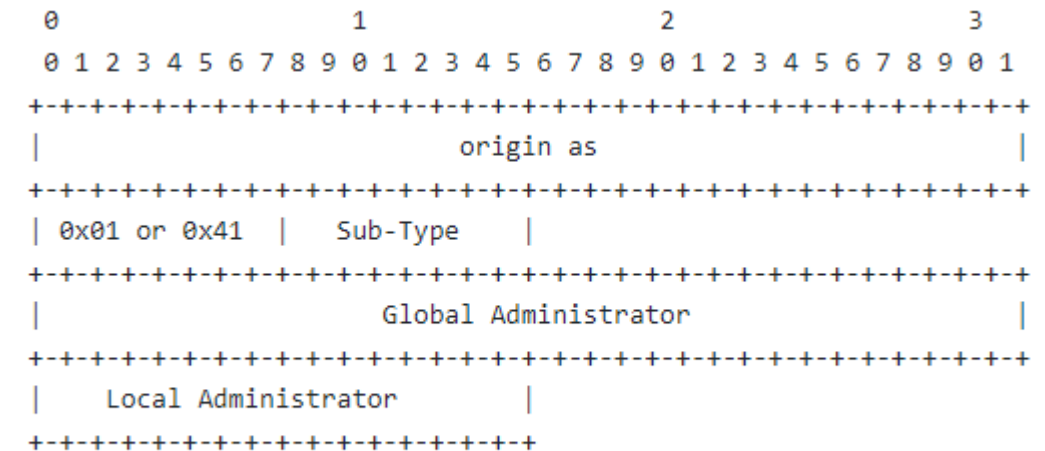 0                   1                   2                   3
0 1 2 3 4 5 6 7 8 9 0 1 2 3 4 5 6 7 8 9 0 1 2 3 4 5 6 7 8 9 0 1
+-+-+-+-+-+-+-+-+-+-+-+-+-+-+-+-+-+-+-+-+-+-+-+-+-+-+-+-+-+-+-+-+
|                           origin as                           |
+-+-+-+-+-+-+-+-+-+-+-+-+-+-+-+-+-+-+-+-+-+-+-+-+-+-+-+-+-+-+-+-+
| 0x01 or 0x41  |   Sub-Type    |
+-+-+-+-+-+-+-+-+-+-+-+-+-+-+-+-+-+-+-+-+-+-+-+-+-+-+-+-+-+-+-+-+
|                      Global Administrator                     |
+-+-+-+-+-+-+-+-+-+-+-+-+-+-+-+-+-+-+-+-+-+-+-+-+-+-+-+-+-+-+-+-+
|    Local Administrator        |
+-+-+-+-+-+-+-+-+-+-+-+-+-+-+-+-+